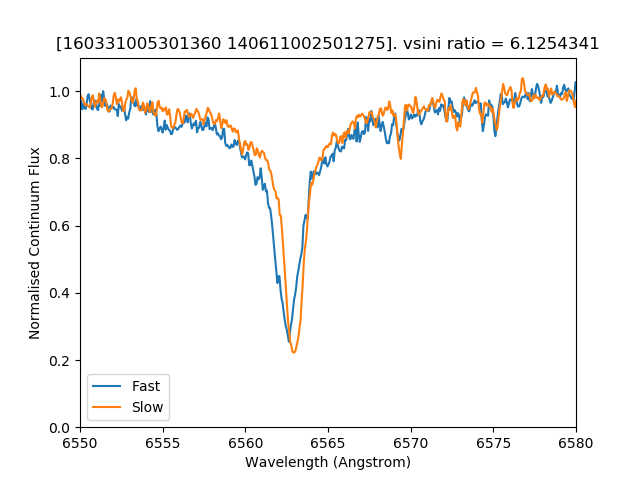 [160331005301360 140611002501275]. vsini ratio = 6.1254341
Normalised Continuum Flux
1.0
0.8
0.6
0.4
0.2
0.0
Fast
Slow
6550 6555 6560 6565 6570 6575 6580
Wavelength (Angstrom)